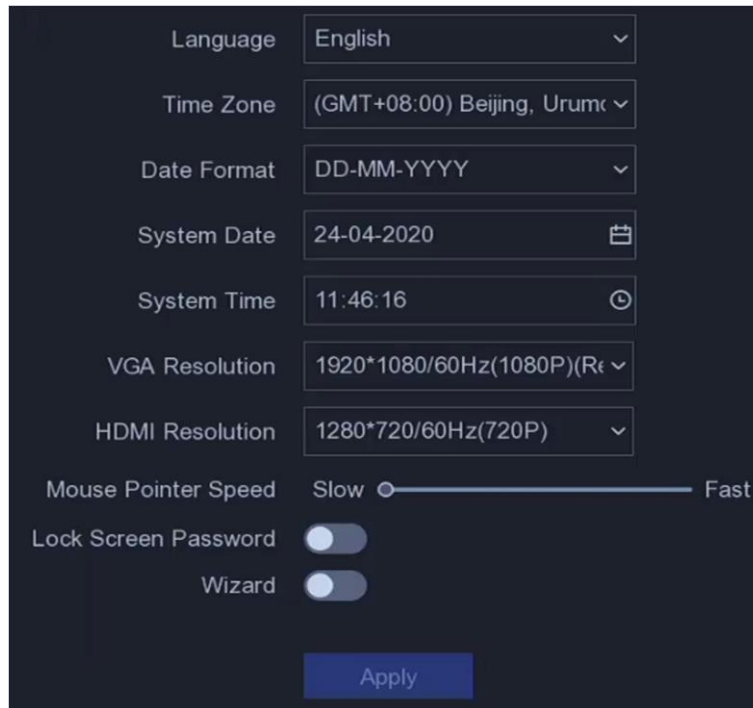 Language English
Time Zone (GMT+08:00) Beijing,
Date Format DD-MM-YYYY
System Date 24-04-2020
System Time 11:46:16
VGA Resolution 1920*1080/60Hz(1080P)
HDMI Resolution 1280*720/60Hz(720P)
Mouse Pointer Speed Slow Fast
Lock Screen Password
Wizard
Apply